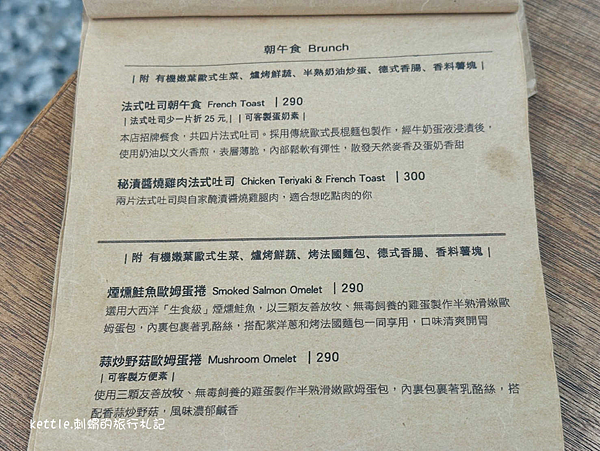 朝午食 Brunch
| 附 有機嫩葉歐式生菜、爐烤鮮蔬、半熟奶油炒蛋、德式香腸、香料薯塊 |
法式吐司朝午食 French Toast | 290
| 法式吐司少一片折 25 元 | | 可客製蛋奶素 |
本店招牌餐食，共四片法式吐司。採用傳統歐式長棍麵包製作，經牛奶蛋液浸漬後，
使用奶油以文火香煎，表層薄脆，內部鬆軟有彈性，散發天然麥香及蛋奶香甜
秘漬醬燒雞肉法式吐司 Chicken Teriyaki & French Toast | 300
兩片法式吐司與自家醃漬醬燒雞腿肉，適合想吃點肉的你
| 附 有機嫩葉歐式生菜、爐烤鮮蔬、烤法國麵包、德式香腸、香料薯塊 |
煙燻鮭魚歐姆蛋捲 Smoked Salmon Omelet | 290
選用大西洋「生食級」煙燻鮭魚，以三顆友善放牧、無毒飼養的雞蛋製作半熟滑嫩歐
姆蛋包，內裏包裹著乳酪絲，搭配紫洋蔥和烤法國麵包一同享用，口味清爽開胃
蒜炒野菇歐姆蛋捲 Mushroom Omelet | 290
| 可客製方便素 |
使用三顆友善放牧、無毒飼養的雞蛋製作半熟滑嫩歐姆蛋包，內裏包裹著乳酪絲，搭
配香蒜炒野菇，風味濃郁鹹香
kettle.刺蝟的旅行札記